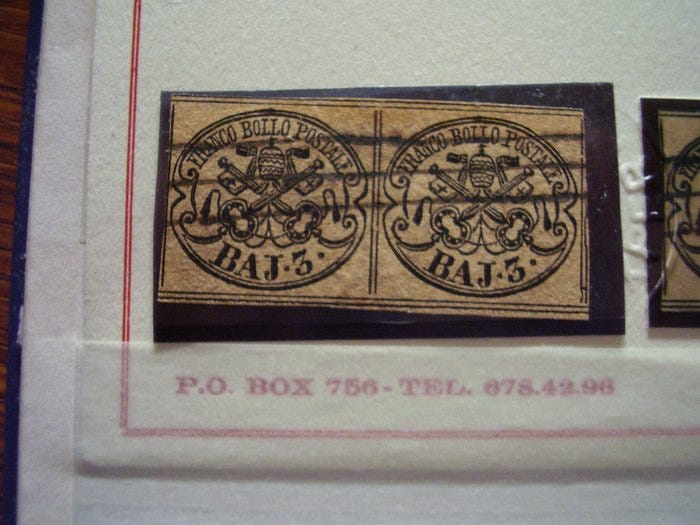 FRANCO BOLLO POSTALE
BAJ·3·
FRANCO BOLLO POSTALE
BAJ·3·
P.O. BOX 756 - TEL. 678.42.96